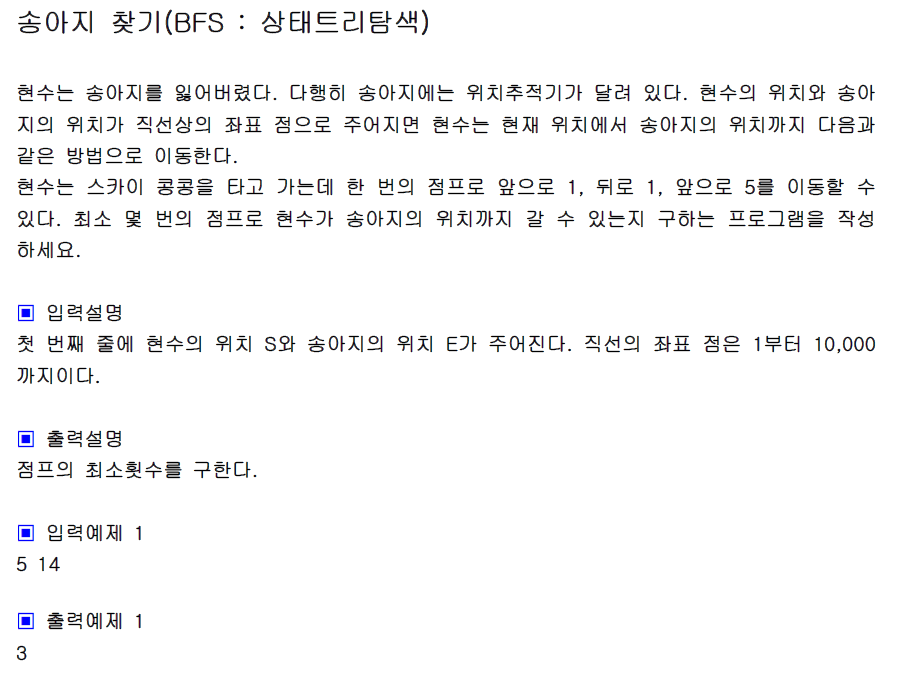 송아지 찾기(BFS : 상태트리탐색)
현수는 송아지를 잃어버렸다. 다행히 송아지에는 위치추적기가 달려 있다. 현수의 위치와 송아
지의 위치가 직선상의 좌표 점으로 주어지면 현수는 현재 위치에서 송아지의 위치까지 다음과
같은 방법으로 이동한다.
현수는 스카이 콩콩을 타고 가는데 한 번의 점프로 앞으로 1, 뒤로 1, 앞으로 5를 이동할 수
있다. 최소 몇 번의 점프로 현수가 송아지의 위치까지 갈 수 있는지 구하는 프로그램을 작성
하세요.
▣ 입력설명
첫 번째 줄에 현수의 위치 S와 송아지의 위치 E가 주어진다. 직선의 좌표 점은 1부터 10,000
까지이다.
▣ 출력설명
점프의 최소횟수를 구한다.
▣ 입력예제 1
5 14
▣ 출력예제 1
3